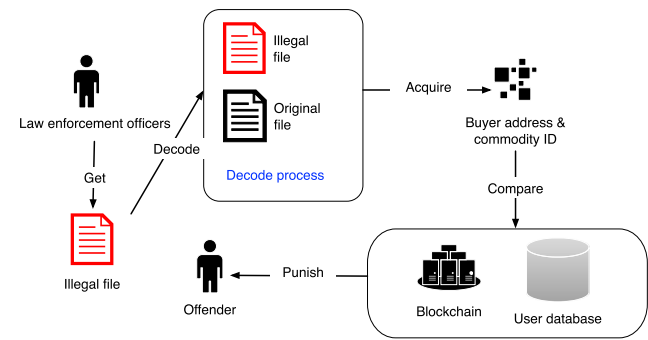 Law enforcement officers
Get
Illegal file
Decode
Illegal
file
Original
file
Decode process
Acquire
Buyer address &
commodity ID
Compare
Blockchain
User database
Punish
Offender